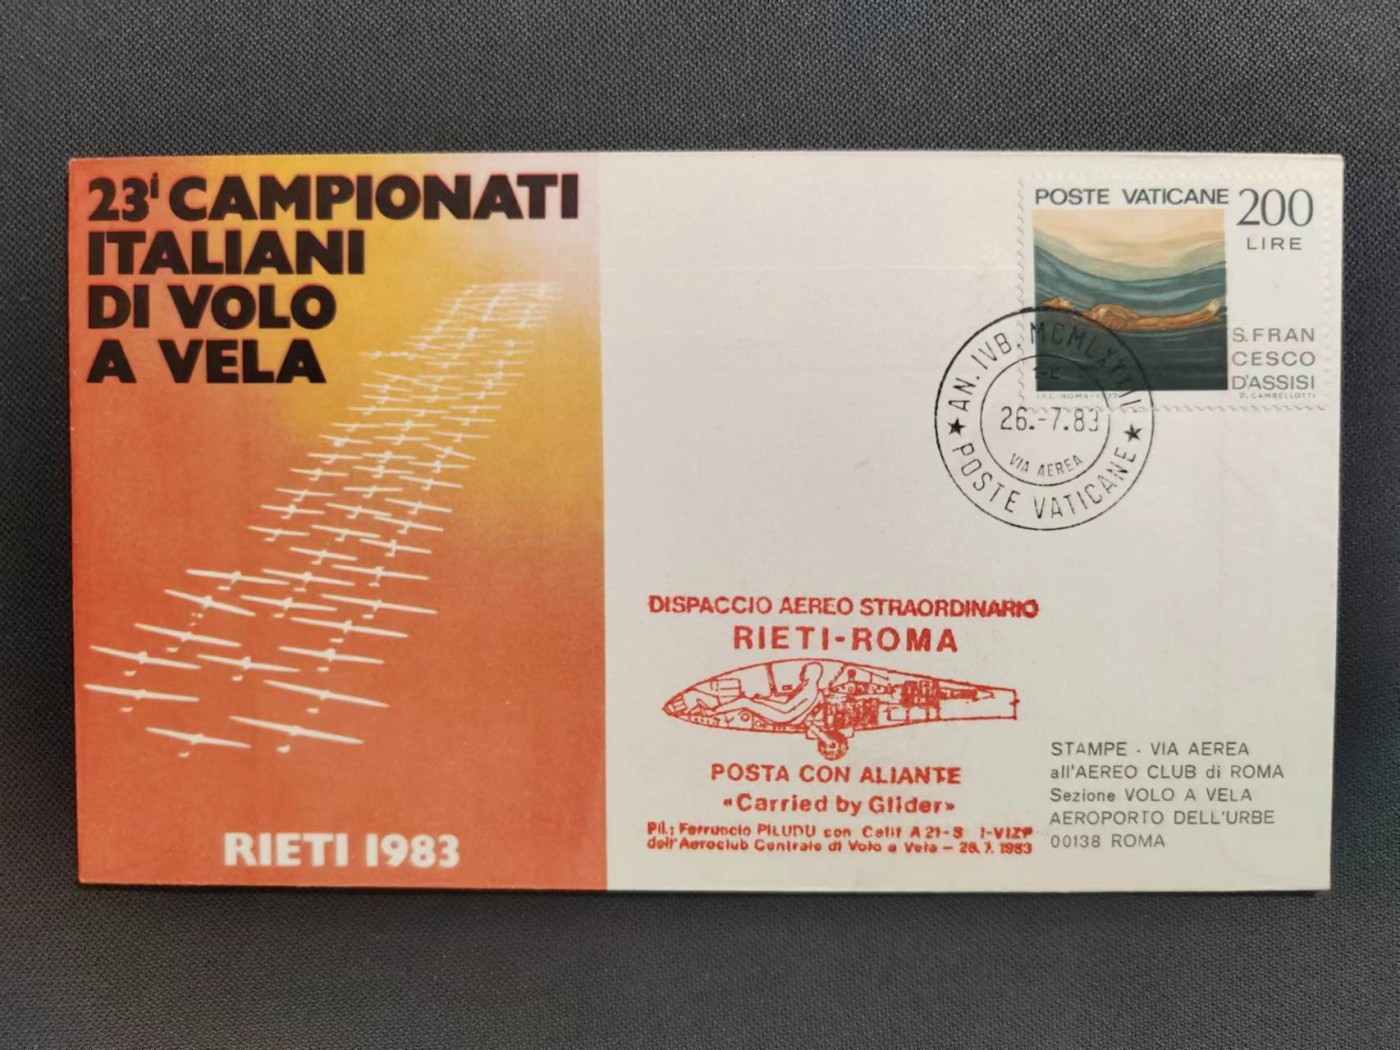 23i CAMPIONATI
ITALIANI
DI VOLO
A VELA
RIETI 1983
POSTE VATICANE 200
LIRE
S.FRAN
CESCO
D'ASSISI
D. CAMBELLOTTI
I.P.S.-ROMA-1977
AN. IVB. MCMLXXXIII
26.-7.83
VIA AEREA
POSTE VATICANE
DISPACCIO AEREO STRAORDINARIO
RIETI-ROMA
POSTA CON ALIANTE
«Carried by Glider»
Pil.: Ferruccio PILUDU con Calif A 21-S I-VIZP
dell'Aeroclub Centrale di Volo a Vela – 26.7.1983
STAMPE - VIA AEREA
all'AEREO CLUB di ROMA
Sezione VOLO A VELA
AEROPORTO DELL'URBE
00138 ROMA